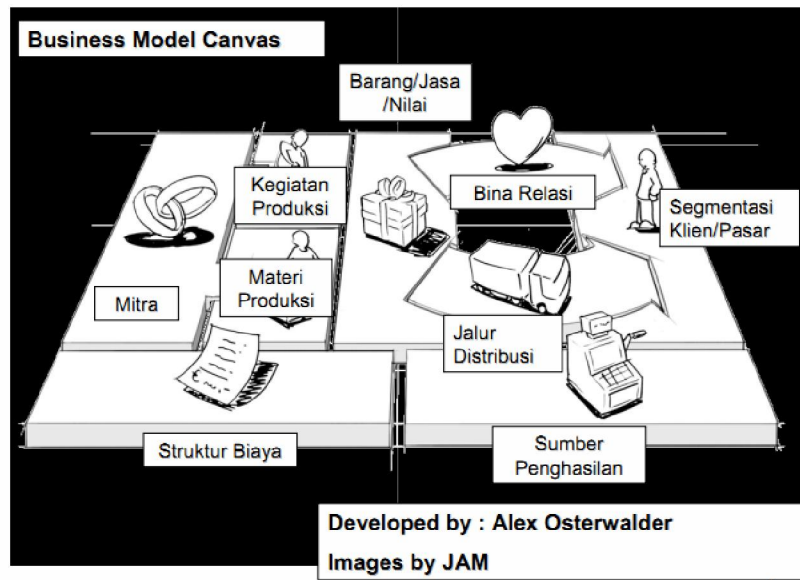 Business Model Canvas
Barang/Jasa
/Nilai
Kegiatan
Produksi
Bina Relasi
Segmentasi
Klien/Pasar
Mitra
Materi
Produksi
Jalur
Distribusi
Struktur Biaya
Sumber
Penghasilan
Developed by : Alex Osterwalder
Images by JAM